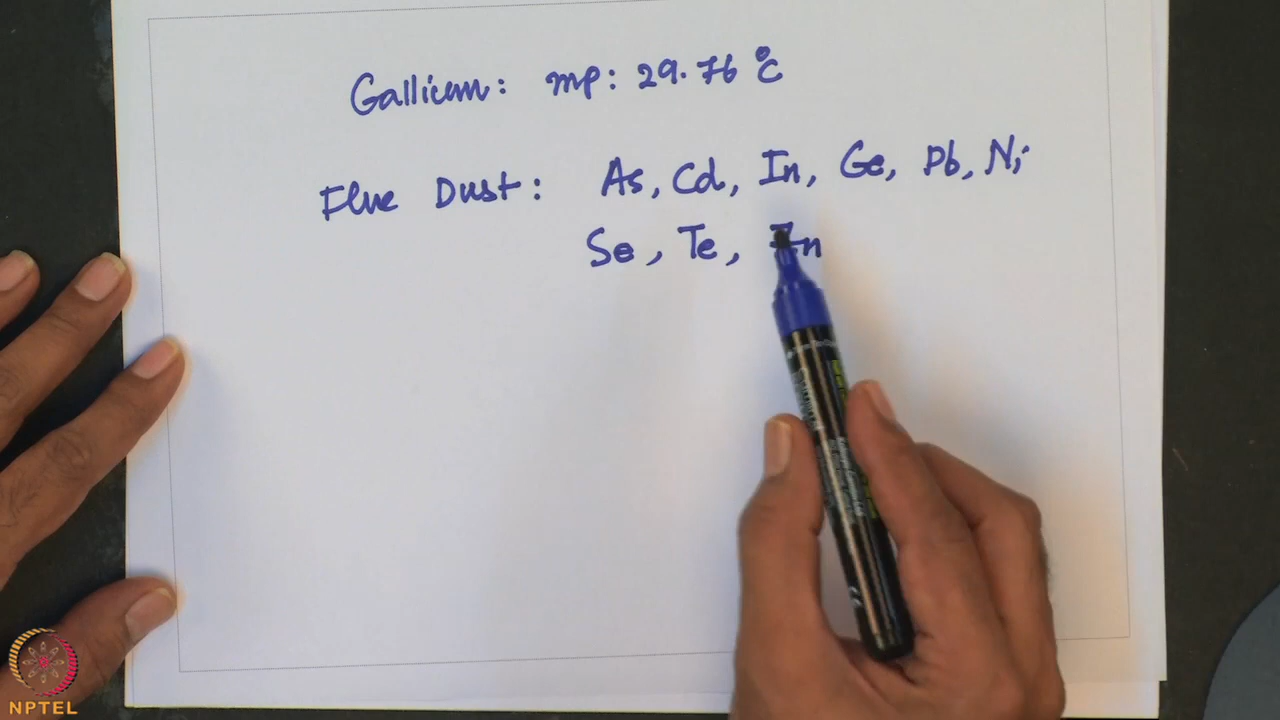 Gallium: mp: 29.76 °C
Flue Dust: As, Cd, In, Ge, Pb, Ni
Se, Te,
NPTEL